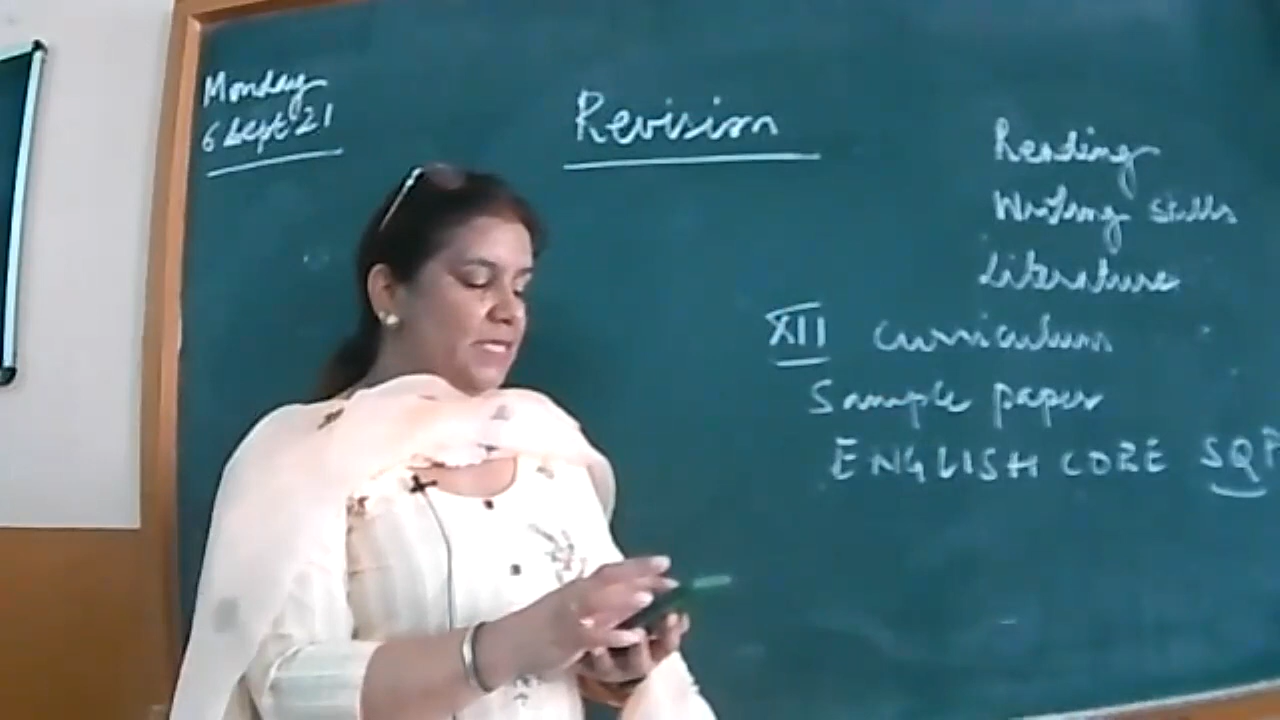 Monday
6 Sept 21
Revision
Reading
Writing Skills
Literature
XII curriculum
Sample paper
ENGLISH CORE SQP